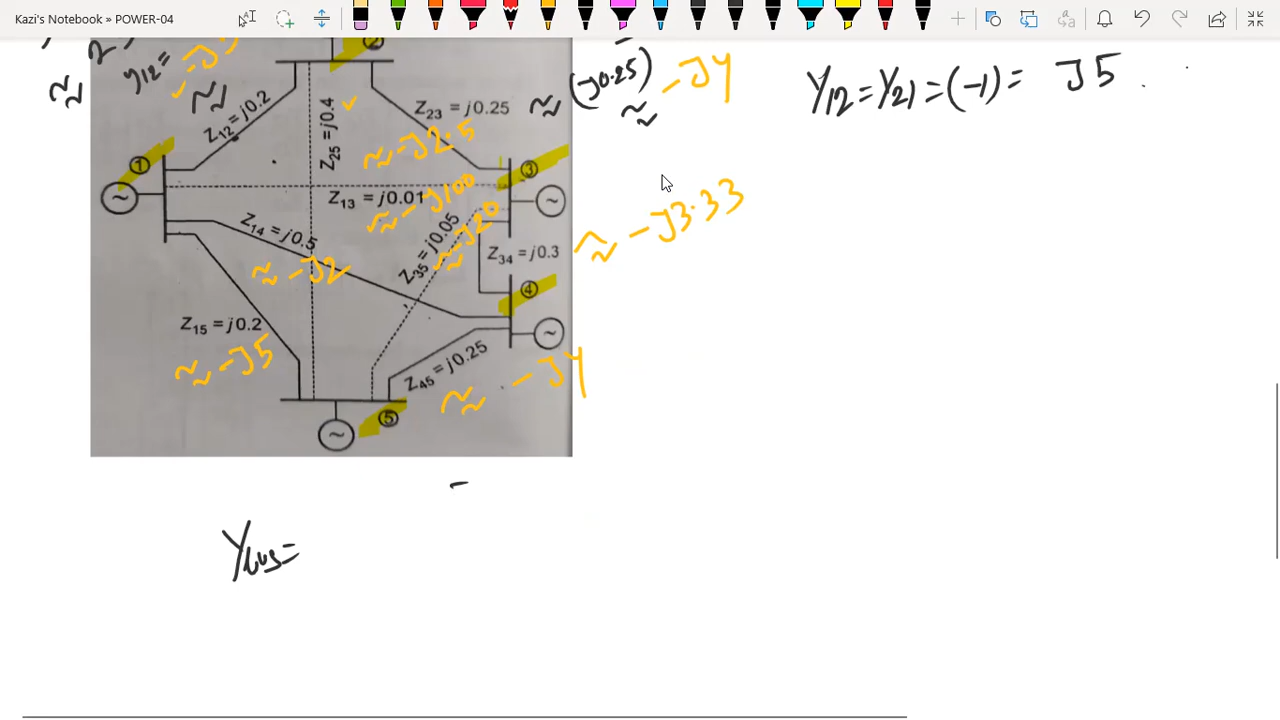 Kazi's Notebook » POWER-04
y12 =
②
(J0.25)
-J4
Y12 = Y21 = (-1) = J5
Z12 = j0.2
Z25 = j0.4
Z23 = j0.25
≈ -J2.5
①
③
Z13 = j0.01
≈ -J100
≈ -J3.33
Z14 = j0.5
≈ -J2
Z35 = j0.05
≈ -J20
Z34 = j0.3
④
Z15 = j0.2
≈ -J5
Z45 = j0.25
≈ -J4
⑤
Ybus =